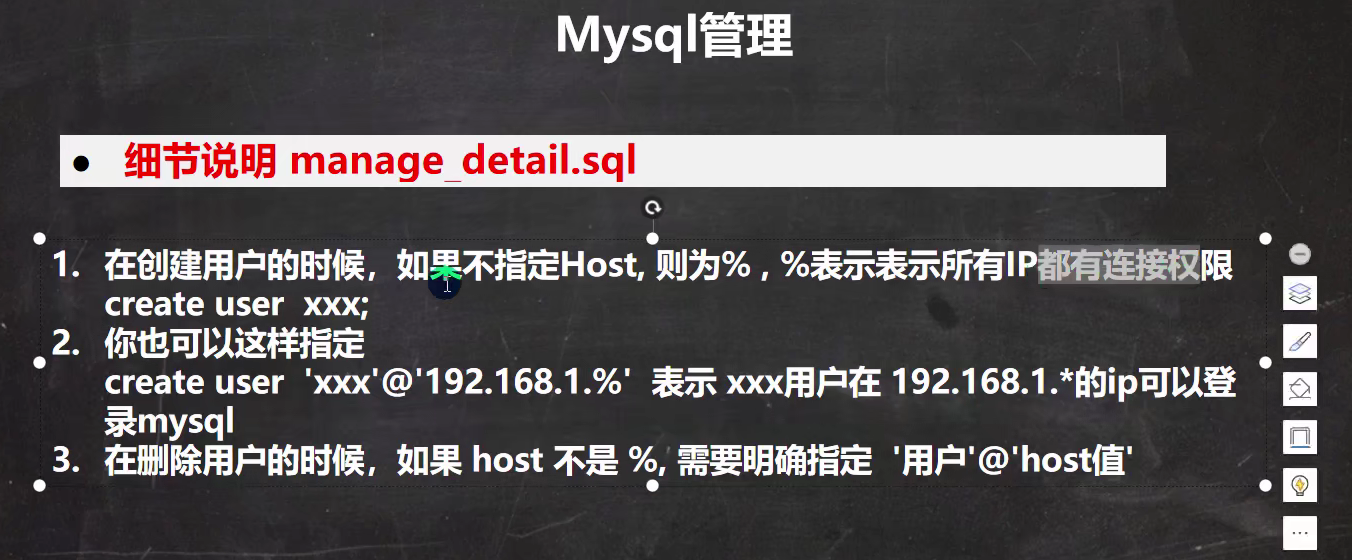 Mysql管理
● 细节说明 manage_detail.sql
1. 在创建用户的时候，如果不指定Host, 则为% , %表示表示所有IP都有连接权限
create user  xxx;
2. 你也可以这样指定
create user  'xxx'@'192.168.1.%'  表示 xxx用户在 192.168.1.*的ip可以登
录mysql
3. 在删除用户的时候，如果 host 不是 %, 需要明确指定  '用户'@'host值'